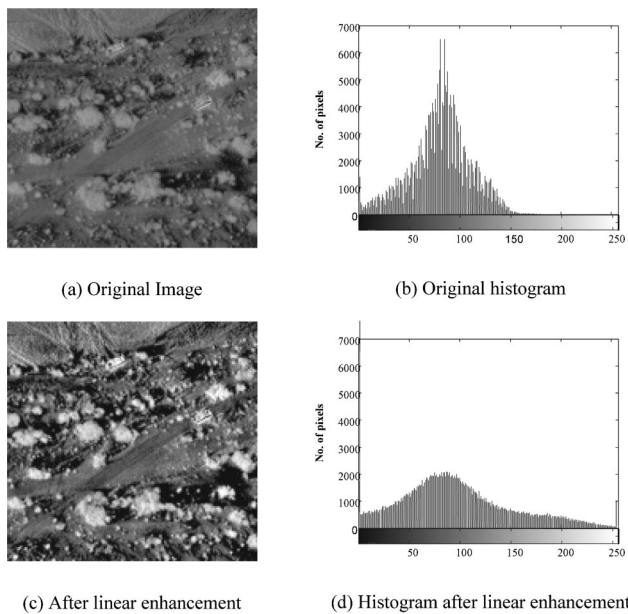 7000
6000
5000
4000
3000
2000
1000
0
No. of pixels
50 100 150 200 250
(a) Original Image
(b) Original histogram
7000
6000
5000
4000
3000
2000
1000
0
No. of pixels
0 50 100 150 200 250
(c) After linear enhancement
(d) Histogram after linear enhancement